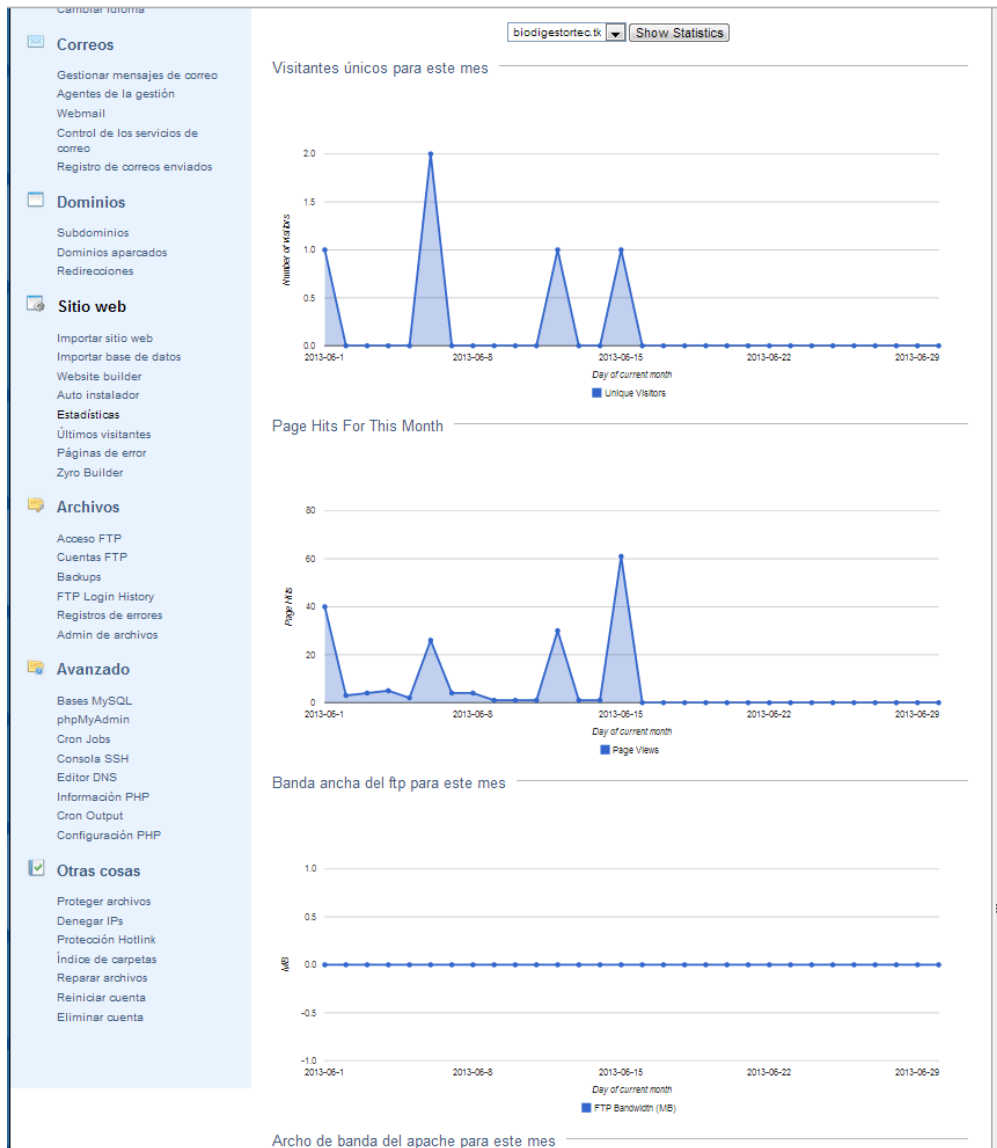 Cambiar idioma
Correos
Gestionar mensajes de correo
Agentes de la gestión
Webmail
Control de los servicios de
correo
Registro de correos enviados
Dominios
Subdominios
Dominios aparcados
Redirecciones
Sitio web
Importar sitio web
Importar base de datos
Website builder
Auto instalador
Estadísticas
Últimos visitantes
Páginas de error
Zyro Builder
Archivos
Acceso FTP
Cuentas FTP
Backups
FTP Login History
Registros de errores
Admin de archivos
Avanzado
Bases MySQL
phpMyAdmin
Cron Jobs
Consola SSH
Editor DNS
Información PHP
Cron Output
Configuración PHP
Otras cosas
Proteger archivos
Denegar IPs
Protección Hotlink
Índice de carpetas
Reparar archivos
Reiniciar cuenta
Eliminar cuenta
biodigestortec.tk Show Statistics
Visitantes únicos para este mes
2.0
1.5
1.0
0.5
0.0
Number of visitors
2013-06-1 2013-06-8 2013-06-15 2013-06-22 2013-06-29
Day of current month
Unique Visitors
Page Hits For This Month
80
60
40
20
0
Page Hits
2013-06-1 2013-06-8 2013-06-15 2013-06-22 2013-06-29
Day of current month
Page Views
Banda ancha del ftp para este mes
1.0
0.5
0.0
-0.5
-1.0
MB
2013-06-1 2013-06-8 2013-06-15 2013-06-22 2013-06-29
Day of current month
FTP Bandwidth (MB)
Archo de banda del apache para este mes